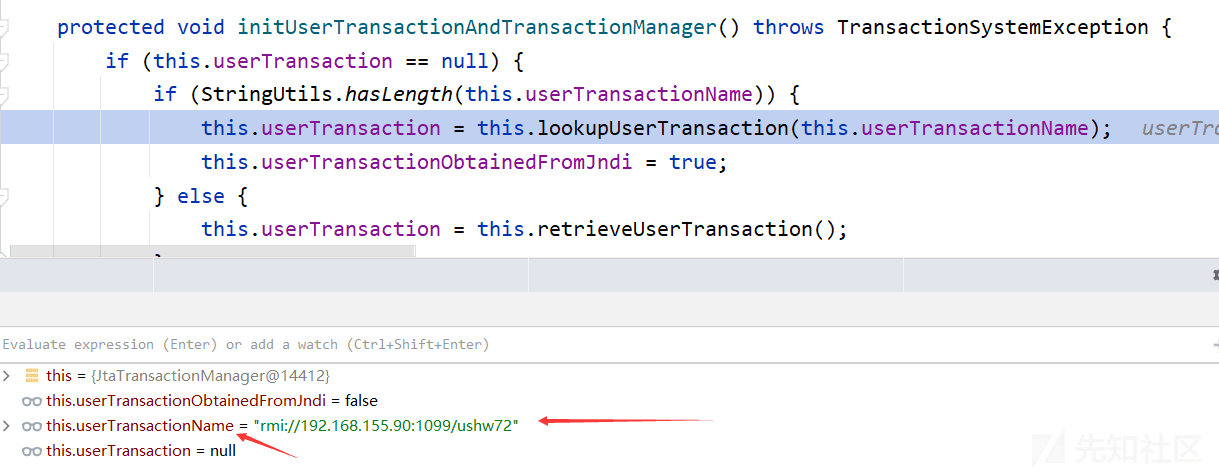 protected void initUserTransactionAndTransactionManager() throws TransactionSystemException {
if (this.userTransaction == null) {
if (StringUtils.hasLength(this.userTransactionName)) {
this.userTransaction = this.lookupUserTransaction(this.userTransactionName); userTra
this.userTransactionObtainedFromJndi = true;
} else {
this.userTransaction = this.retrieveUserTransaction();
}
Evaluate expression (Enter) or add a watch (Ctrl+Shift+Enter)
this = {JtaTransactionManager@14412}
this.userTransactionObtainedFromJndi = false
this.userTransactionName = "rmi://192.168.155.90:1099/ushw72"
this.userTransaction = null
先知社区